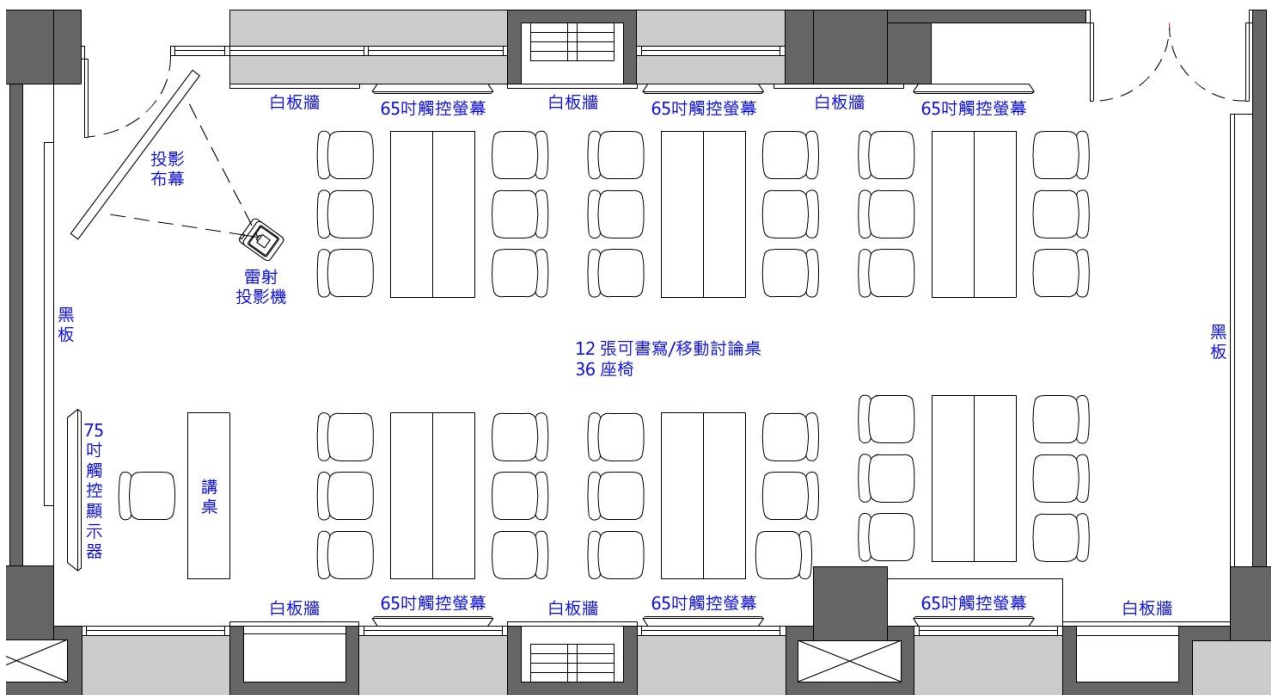 白板牆
65吋觸控螢幕
白板牆
65吋觸控螢幕
白板牆
65吋觸控螢幕
投影
布幕
雷射
投影機
黑板
12 張可書寫/移動討論桌
36 座椅
黑板
75吋觸控顯示器
講桌
白板牆
65吋觸控螢幕
白板牆
65吋觸控螢幕
65吋觸控螢幕
白板牆